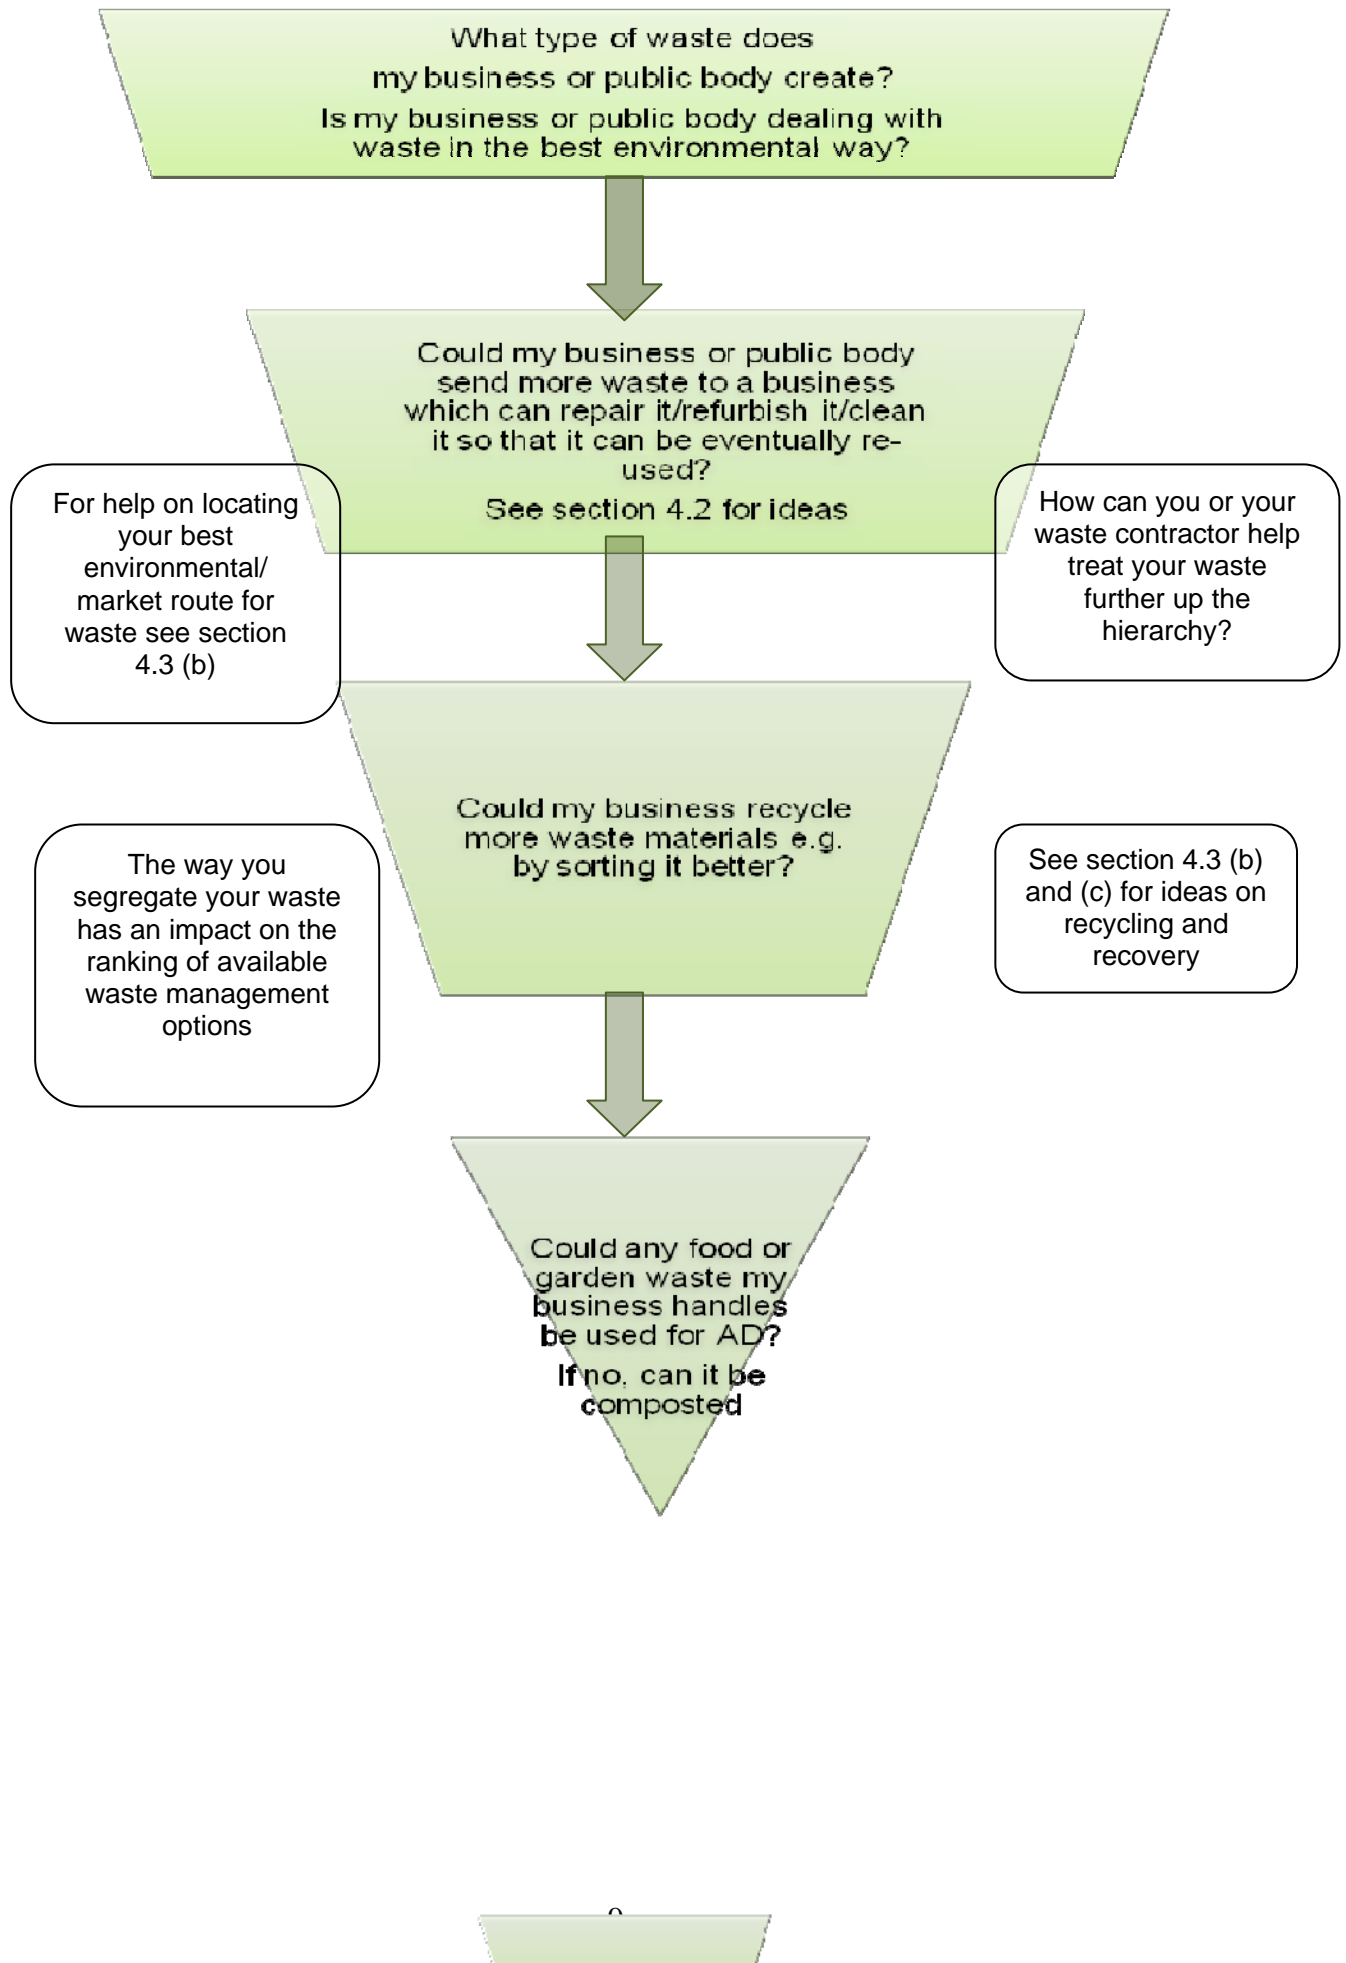 What type of waste does
my business or public body create?
Is my business or public body dealing with
waste in the best environmental way?
Could my business or public body
send more waste to a business
which can repair it/refurbish it/clean
it so that it can be eventually re-
used?
See section 4.2 for ideas
For help on locating
your best
environmental/
market route for
waste see section
4.3 (b)
How can you or your
waste contractor help
treat your waste
further up the
hierarchy?
Could my business recycle
more waste materials e.g.
by sorting it better?
The way you
segregate your waste
has an impact on the
ranking of available
waste management
options
See section 4.3 (b)
and (c) for ideas on
recycling and
recovery
Could any food or
garden waste my
business handles
be used for AD?
If no, can it be
composted